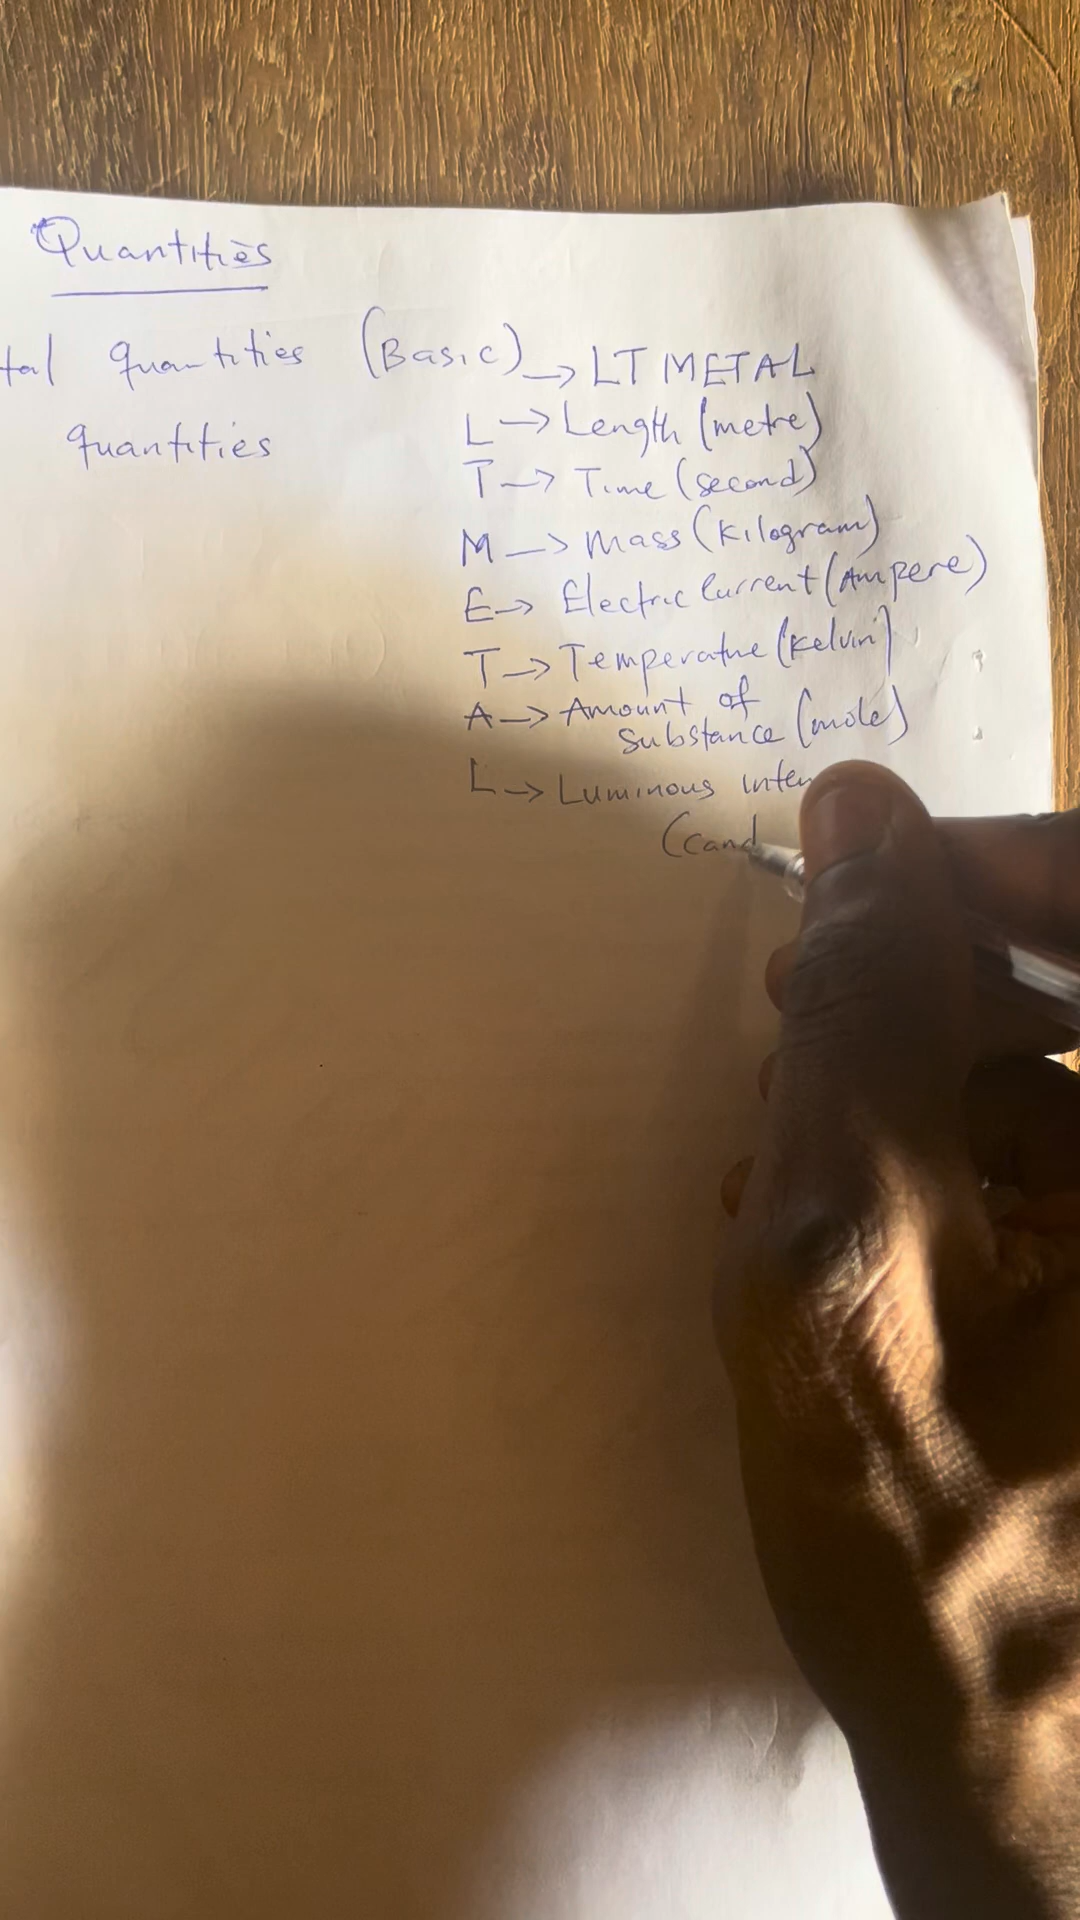 Quantities
tal quantities (Basic) → LT METAL
quantities
L → Length (metre)
T → Time (second)
M → Mass (Kilogram)
E → Electric Current (Ampere)
T → Temperature (Kelvin)
A → Amount of
Substance (mole)
L → Luminous inten
(cand